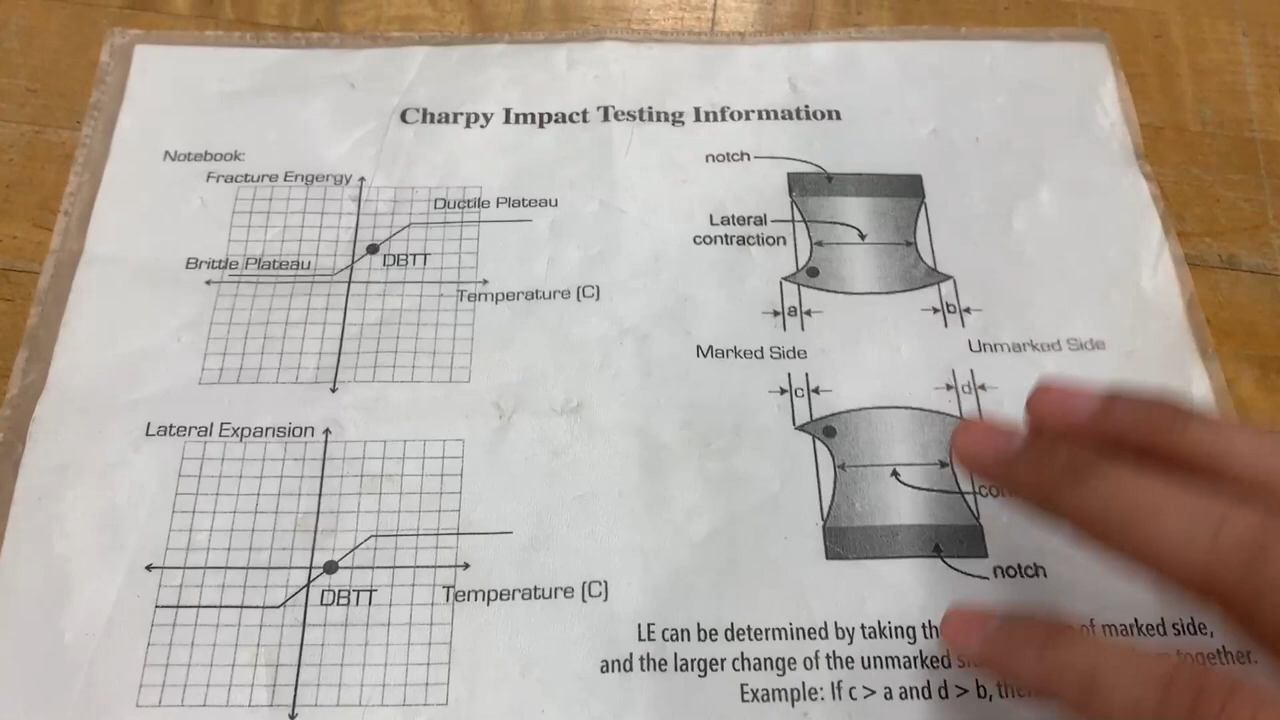 Charpy Impact Testing Information
Notebook:
Fracture Engergy
Ductile Plateau
DBTT
Brittle Plateau
Temperature (C)
Lateral Expansion
DBTT
Temperature (C)
notch
Lateral
contraction
a
b
Marked Side
Unmarked Side
c
d
notch
LE can be determined by taking of marked side,
and the larger change of the unmarked together.
Example: If c > a and d > b,